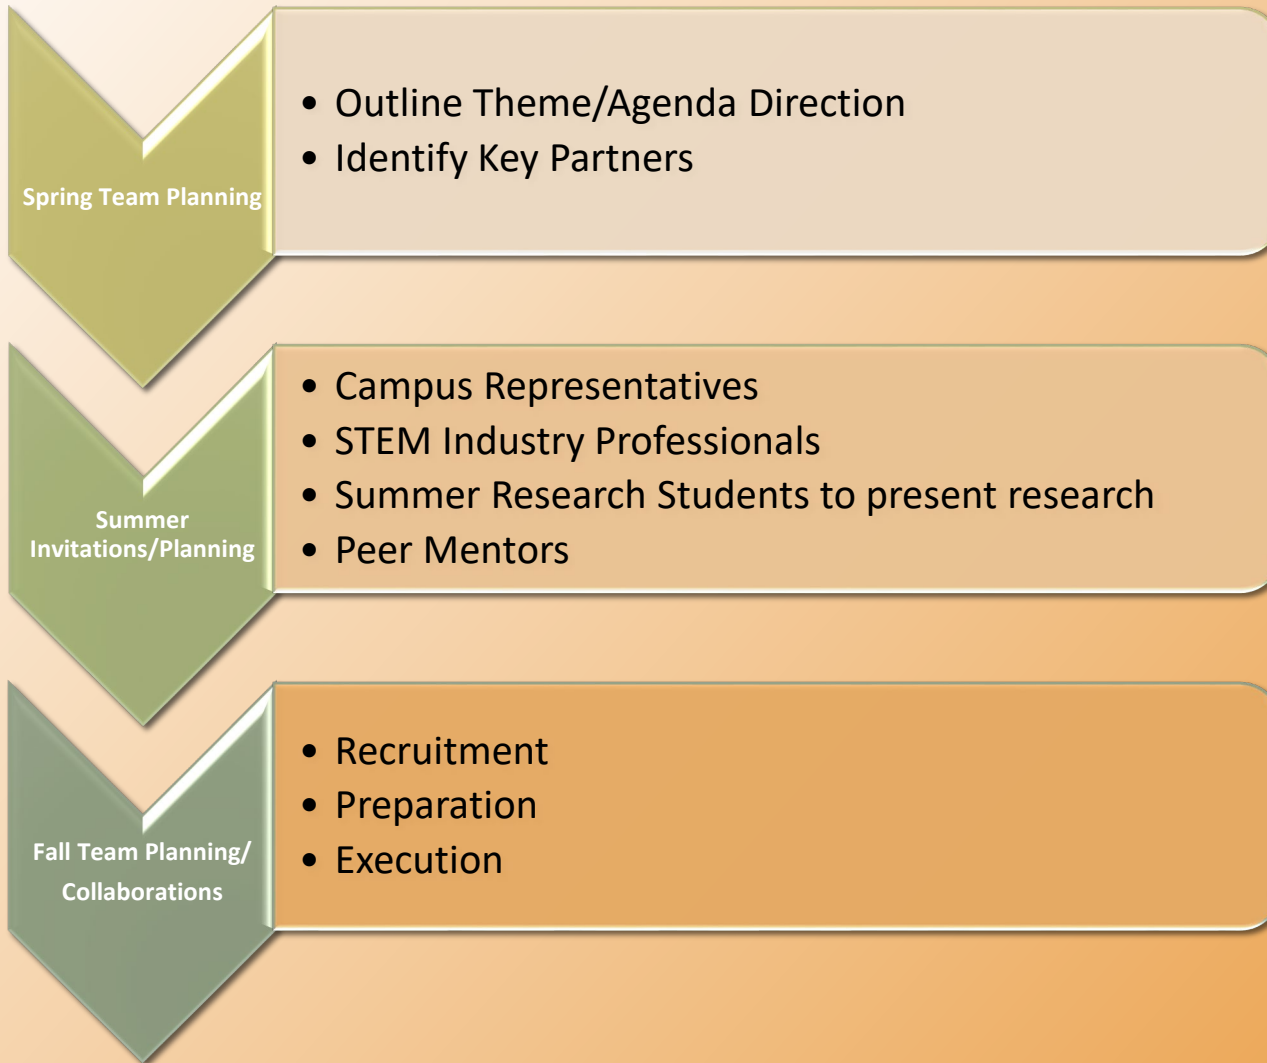 Spring Team Planning
• Outline Theme/Agenda Direction
• Identify Key Partners
Summer
Invitations/Planning
• Campus Representatives
• STEM Industry Professionals
• Summer Research Students to present research
• Peer Mentors
Fall Team Planning/
Collaborations
• Recruitment
• Preparation
• Execution